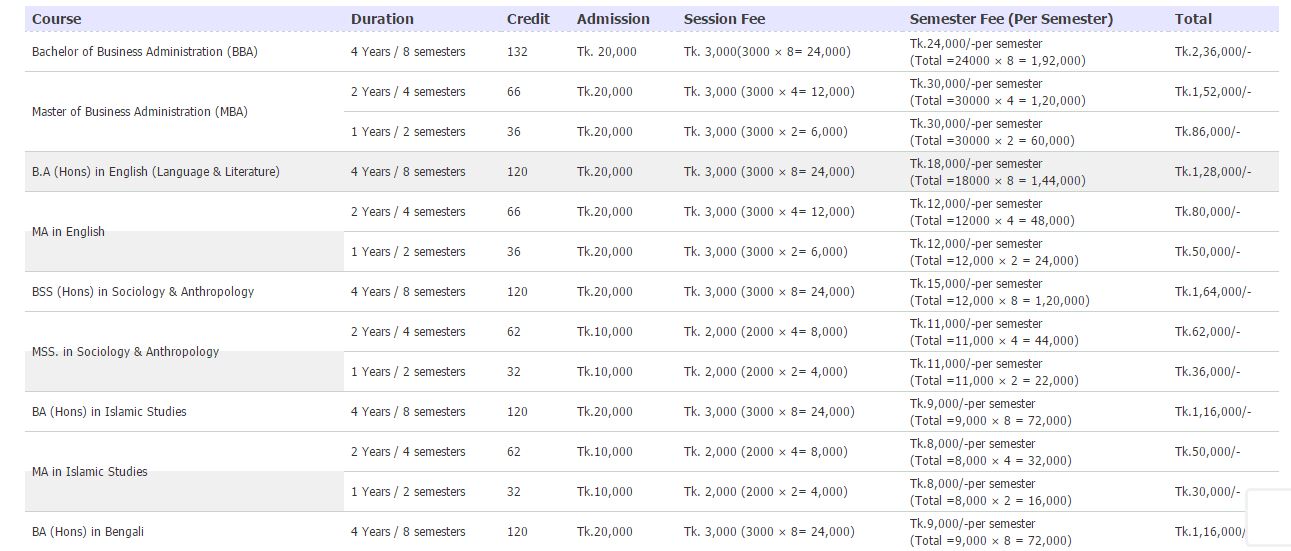 Course Duration Credit Admission Session Fee Semester Fee (Per Semester) Total
Bachelor of Business Administration (BBA) 4 Years / 8 semesters 132 Tk. 20,000 Tk. 3,000(3000 × 8= 24,000) Tk.24,000/-per semester Tk.2,36,000/-
(Total =24000 × 8 = 1,92,000)
Master of Business Administration (MBA)
2 Years / 4 semesters 66 Tk.20,000 Tk. 3,000 (3000 × 4= 12,000) Tk.30,000/-per semester Tk.1,52,000/-
(Total =30000 × 4 = 1,20,000)
1 Years / 2 semesters 36 Tk.20,000 Tk. 3,000 (3000 × 2= 6,000) Tk.30,000/-per semester Tk.86,000/-
(Total =30000 × 2 = 60,000)
B.A (Hons) in English (Language & Literature) 4 Years / 8 semesters 120 Tk.20,000 Tk. 3,000 (3000 × 8= 24,000) Tk.18,000/-per semester Tk.1,28,000/-
(Total =18000 × 8 = 1,44,000)
MA in English
2 Years / 4 semesters 66 Tk.20,000 Tk. 3,000 (3000 × 4= 12,000) Tk.12,000/-per semester Tk.80,000/-
(Total =12000 × 4 = 48,000)
1 Years / 2 semesters 36 Tk.20,000 Tk. 3,000 (3000 × 2= 6,000) Tk.12,000/-per semester Tk.50,000/-
(Total =12,000 × 2 = 24,000)
BSS (Hons) in Sociology & Anthropology 4 Years / 8 semesters 120 Tk.20,000 Tk. 3,000 (3000 × 8= 24,000) Tk.15,000/-per semester Tk.1,64,000/-
(Total =12,000 × 8 = 1,20,000)
MSS. in Sociology & Anthropology
2 Years / 4 semesters 62 Tk.10,000 Tk. 2,000 (2000 × 4= 8,000) Tk.11,000/-per semester Tk.62,000/-
(Total =11,000 × 4 = 44,000)
1 Years / 2 semesters 32 Tk.10,000 Tk. 2,000 (2000 × 2= 4,000) Tk.11,000/-per semester Tk.36,000/-
(Total =11,000 × 2 = 22,000)
BA (Hons) in Islamic Studies 4 Years / 8 semesters 120 Tk.20,000 Tk. 3,000 (3000 × 8= 24,000) Tk.9,000/-per semester Tk.1,16,000/-
(Total =9,000 × 8 = 72,000)
MA in Islamic Studies
2 Years / 4 semesters 62 Tk.10,000 Tk. 2,000 (2000 × 4= 8,000) Tk.8,000/-per semester Tk.50,000/-
(Total =8,000 × 4 = 32,000)
1 Years / 2 semesters 32 Tk.10,000 Tk. 2,000 (2000 × 2= 4,000) Tk.8,000/-per semester Tk.30,000/-
(Total =8,000 × 2 = 16,000)
BA (Hons) in Bengali 4 Years / 8 semesters 120 Tk.20,000 Tk. 3,000 (3000 × 8= 24,000) Tk.9,000/-per semester Tk.1,16,000/
(Total =9,000 × 8 = 72,000)